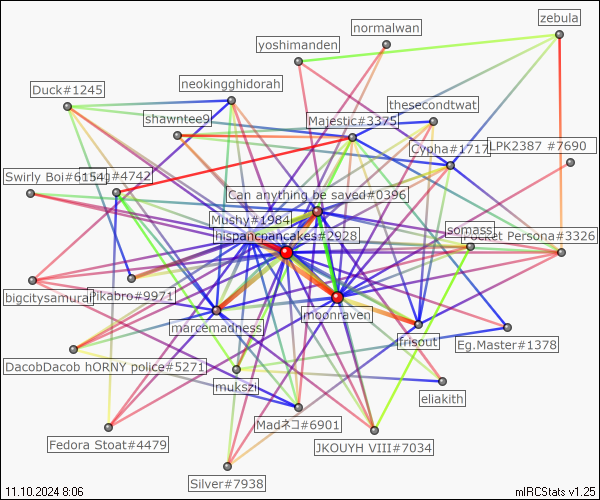 zebula
normalwan
yoshimanden
neokingghidorah
Duck#1245
thesecondtwat
shawntee9
Majestic#3375
LPK2387 #7690
Cypha#1717
Swirly Boi#6154
#4742
Can anything be saved#0396
Mushy#1984
somass
hispancpancakes#2928
Persona#3326
bigcitysamurai
Pikabro#9971
moonraven
marcemadness
frisout
Eg.Master#1378
DacobDacob hORNY police#5271
mukszi
eliakith
Madネコ#6901
Fedora Stoat#4479
JKOUYH VIII#7034
Silver#7938
11.10.2024 8:06
mIRCStats v1.25